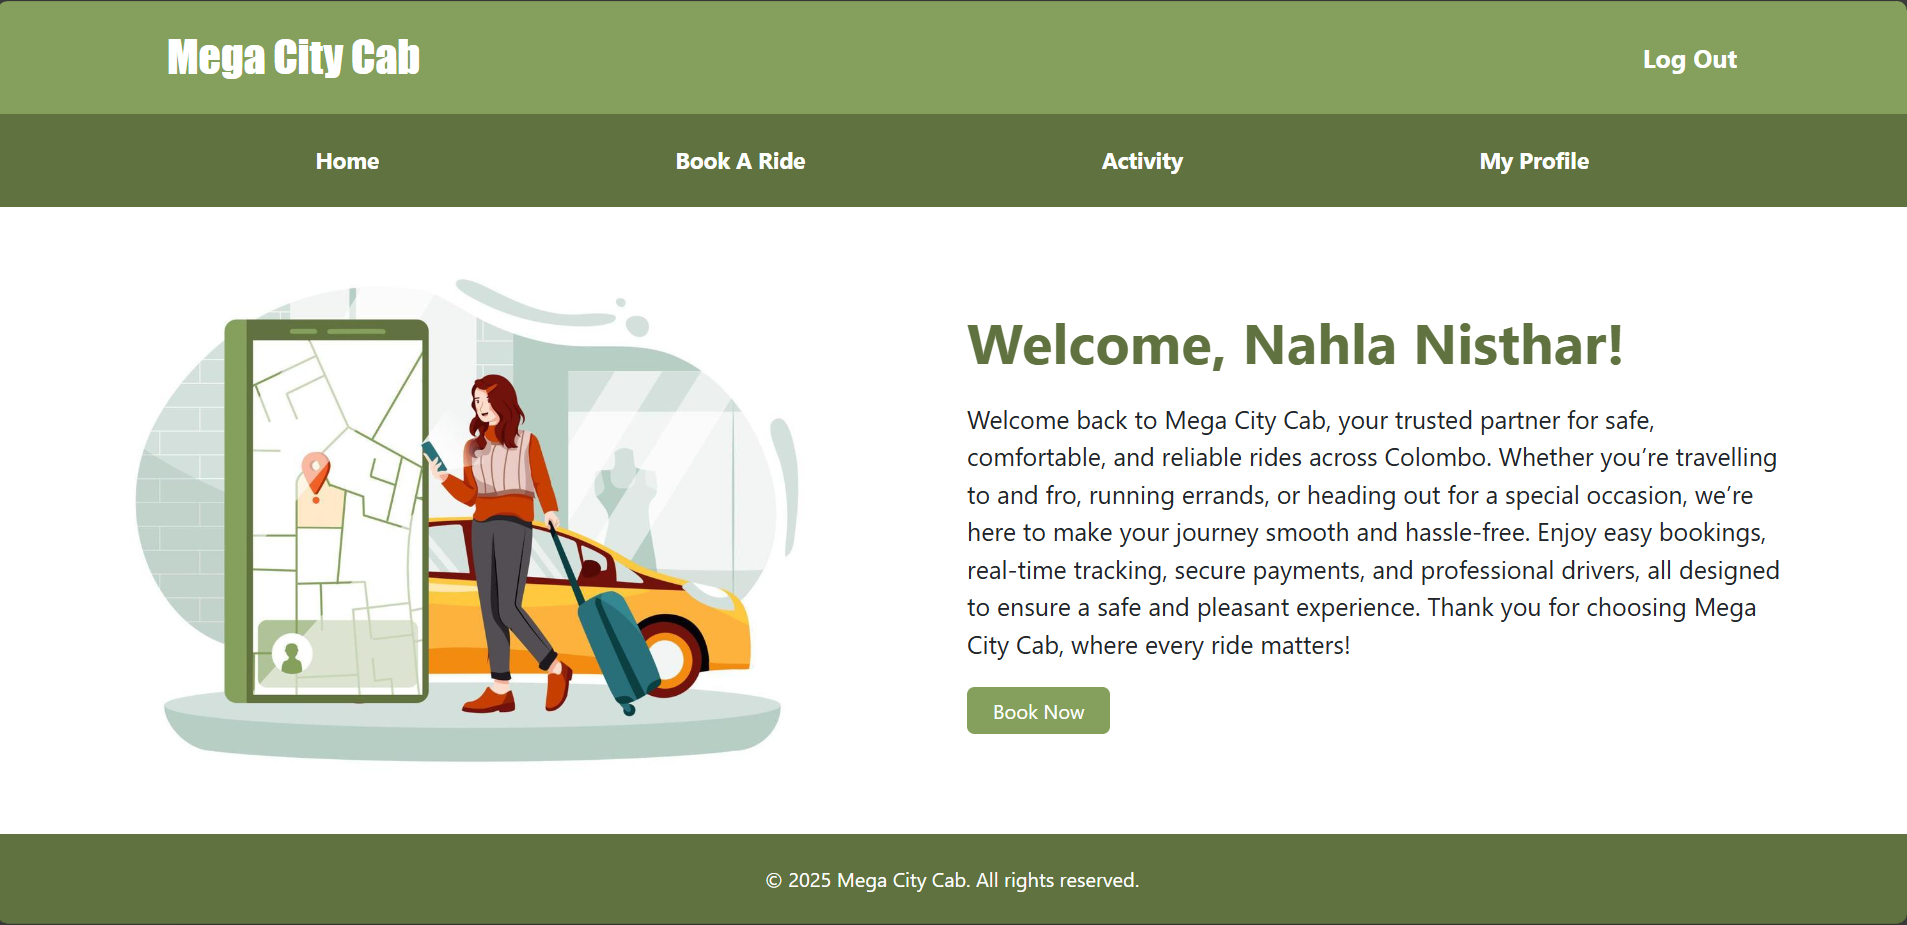 Mega City Cab
Log Out
Home
Book A Ride
Activity
My Profile
Welcome, Nahla Nisthar!
Welcome back to Mega City Cab, your trusted partner for safe,
comfortable, and reliable rides across Colombo. Whether you’re travelling
to and fro, running errands, or heading out for a special occasion, we’re
here to make your journey smooth and hassle-free. Enjoy easy bookings,
real-time tracking, secure payments, and professional drivers, all designed
to ensure a safe and pleasant experience. Thank you for choosing Mega
City Cab, where every ride matters!
Book Now
© 2025 Mega City Cab. All rights reserved.